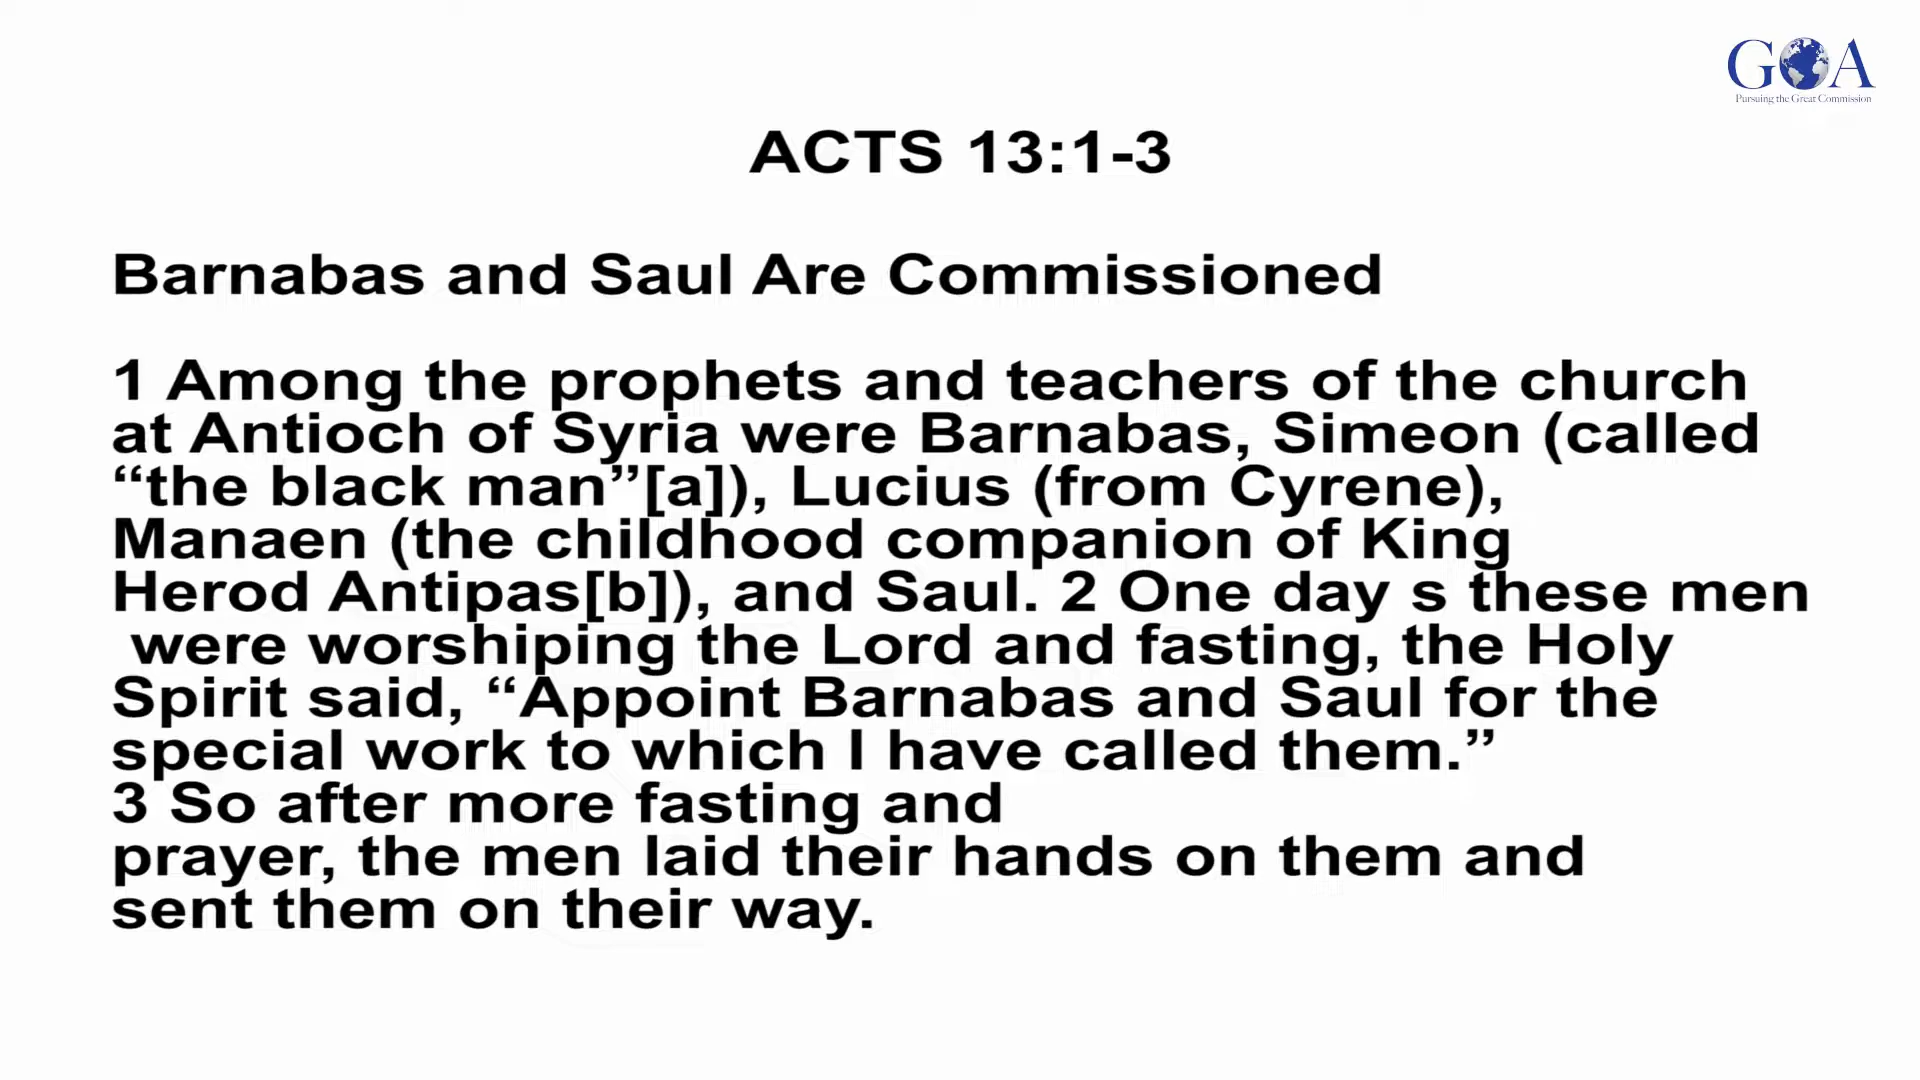 GOA
Pursuing the Great Commission
ACTS 13:1-3
Barnabas and Saul Are Commissioned
1 Among the prophets and teachers of the church
at Antioch of Syria were Barnabas, Simeon (called
“the black man”[a]), Lucius (from Cyrene),
Manaen (the childhood companion of King
Herod Antipas[b]), and Saul. 2 One day s these men
were worshiping the Lord and fasting, the Holy
Spirit said, “Appoint Barnabas and Saul for the
special work to which I have called them.”
3 So after more fasting and
prayer, the men laid their hands on them and
sent them on their way.